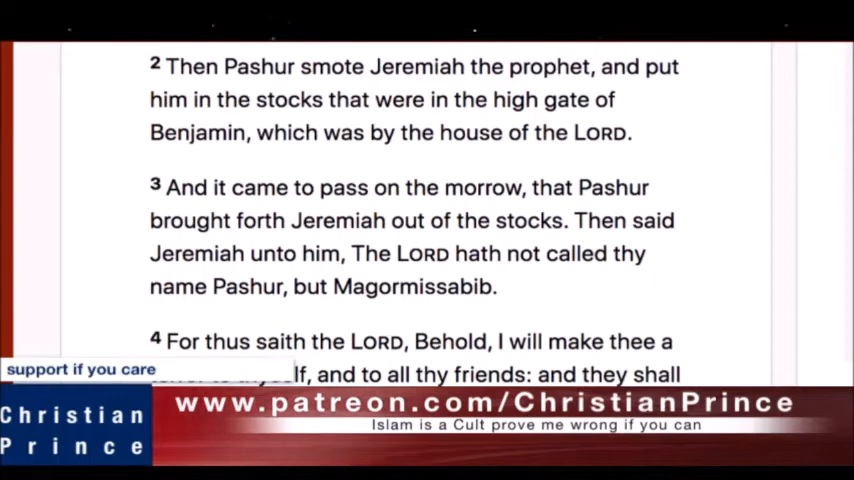 2 Then Pashur smote Jeremiah the prophet, and put
him in the stocks that were in the high gate of
Benjamin, which was by the house of the LORD.
3 And it came to pass on the morrow, that Pashur
brought forth Jeremiah out of the stocks. Then said
Jeremiah unto him, The LORD hath not called thy
name Pashur, but Magormissabib.
4 For thus saith the LORD, Behold, I will make thee a
and to all thy friends: and they shall
support if you care
Christian
Prince
www.patreon.com/ChristianPrince
Islam is a Cult prove me wrong if you can